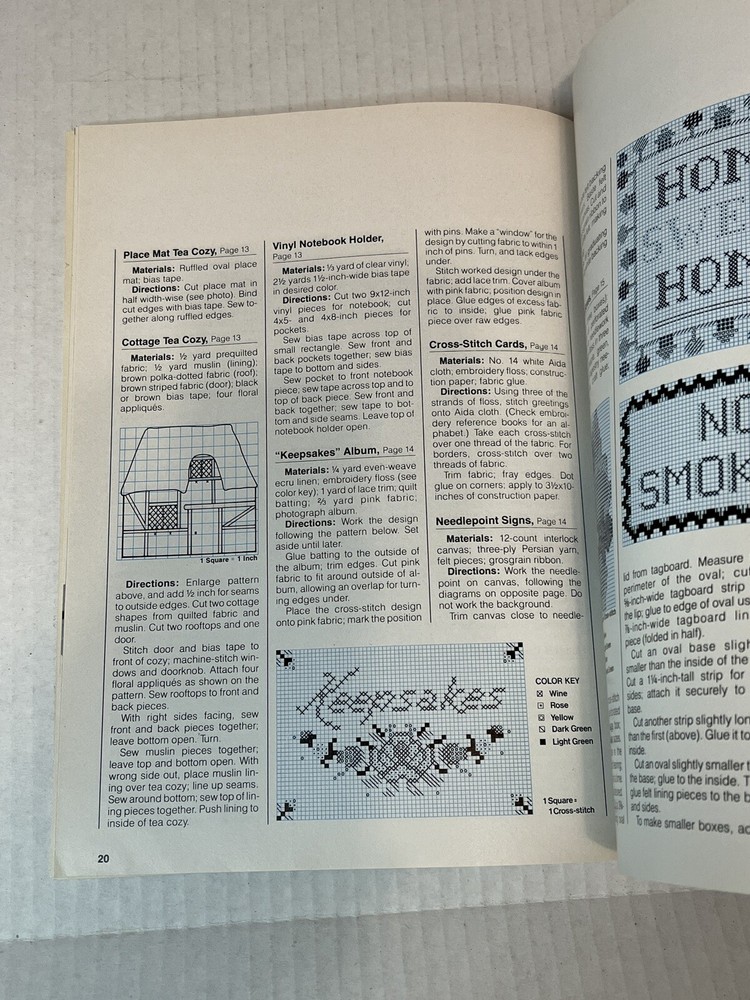 Place Mat Tea Cozy, Page 13
Materials: Ruffled oval place
mat; bias tape.
Directions: Cut place mat in
half width-wise (see photo). Bind
cut edges with bias tape. Sew to-
gether along ruffled edges.
Cottage Tea Cozy, Page 13
Materials: ½ yard prequilted
fabric; ½ yard muslin (lining);
brown polka-dotted fabric (roof);
brown striped fabric (door); black
or brown bias tape; four floral
appliqués.
1 Square = 1 Inch
Directions: Enlarge pattern
above, and add ½ inch for seams
to outside edges. Cut two cottage
shapes from quilted fabric and
muslin. Cut two rooftops and one
door.
Stitch door and bias tape to
front of cozy; machine-stitch win-
dows and doorknob. Attach four
floral appliqués as shown on the
pattern. Sew rooftops to front and
back pieces.
With right sides facing, sew
front and back pieces together;
leave bottom open. Turn.
Sew muslin pieces together;
leave top and bottom open. With
wrong side out, place muslin lin-
ing over tea cozy; line up seams.
Sew around bottom; sew top of lin-
ing pieces together. Push lining to
inside of tea cozy.
20
Vinyl Notebook Holder,
Page 13
Materials: ⅓ yard of clear vinyl;
2½ yards 1½-inch-wide bias tape
in desired color.
Directions: Cut two 9x12-inch
vinyl pieces for notebook; cut
4x5- and 4x8-inch pieces for
pockets.
Sew bias tape across top of
small rectangle. Sew front and
back pockets together; sew bias
tape to bottom and sides.
Sew pocket to front notebook
piece; sew tape across top and to
top of back piece. Sew front and
back together; sew tape to bot-
tom and side seams. Leave top of
notebook holder open.
"Keepsakes" Album, Page 14
Materials: ¼ yard even-weave
ecru linen; embroidery floss (see
color key); 1 yard of lace trim; quilt
batting; ⅔ yard pink fabric;
photograph album.
Directions: Work the design
following the pattern below. Set
aside until later.
Glue batting to the outside of
the album; trim edges. Cut pink
fabric to fit around outside of al-
bum, allowing an overlap for turn-
ing edges under.
Place the cross-stitch design
onto pink fabric; mark the position
with pins. Make a "window" for the
design by cutting fabric to within 1
inch of pins. Turn, and tack edges
under.
Stitch worked design under the
fabric; add lace trim. Cover album
with pink fabric; position design in
place. Glue edges of excess fab-
ric to inside; glue pink fabric
piece over raw edges.
Cross-Stitch Cards, Page 14
Materials: No. 14 white Aida
cloth; embroidery floss; construc-
tion paper; fabric glue.
Directions: Using three of the
strands of floss, stitch greetings
onto Aida cloth. (Check embroi-
dery reference books for an al-
phabet.) Take each cross-stitch
over one thread of the fabric. For
borders, cross-stitch over two
threads of fabric.
Trim fabric; fray edges. Dot
glue on corners; apply to 3½x10-
inches of construction paper.
Needlepoint Signs, Page 14
Materials: 12-count interlock
canvas; three-ply Persian yarn,
felt pieces; grosgrain ribbon.
Directions: Work the needle-
point on canvas, following the
diagrams on opposite page. Do
not work the background.
Trim canvas close to needle-
Keepsakes
COLOR KEY
Wine
Rose
Yellow
Dark Green
Light Green
1 Square =
1 Cross-stitch
HOM
SWE
HOM
NO
SMOK
lid from tagboard. Measure
perimeter of the oval; cut
⅝-inch-wide tagboard strip
the lip; glue to edge of oval us
⅞-inch-wide tagboard lin
piece (folded in half).
Cut an oval base sligh
smaller than the inside of the
Cut a 1¼-inch-tall strip for
sides; attach it securely to
base.
Cut another strip slightly lon
than the first (above). Glue it to
inside.
Cut an oval slightly smaller t
the base; glue to the inside. T
glue felt lining pieces to the b
and sides.
To make smaller boxes, ad